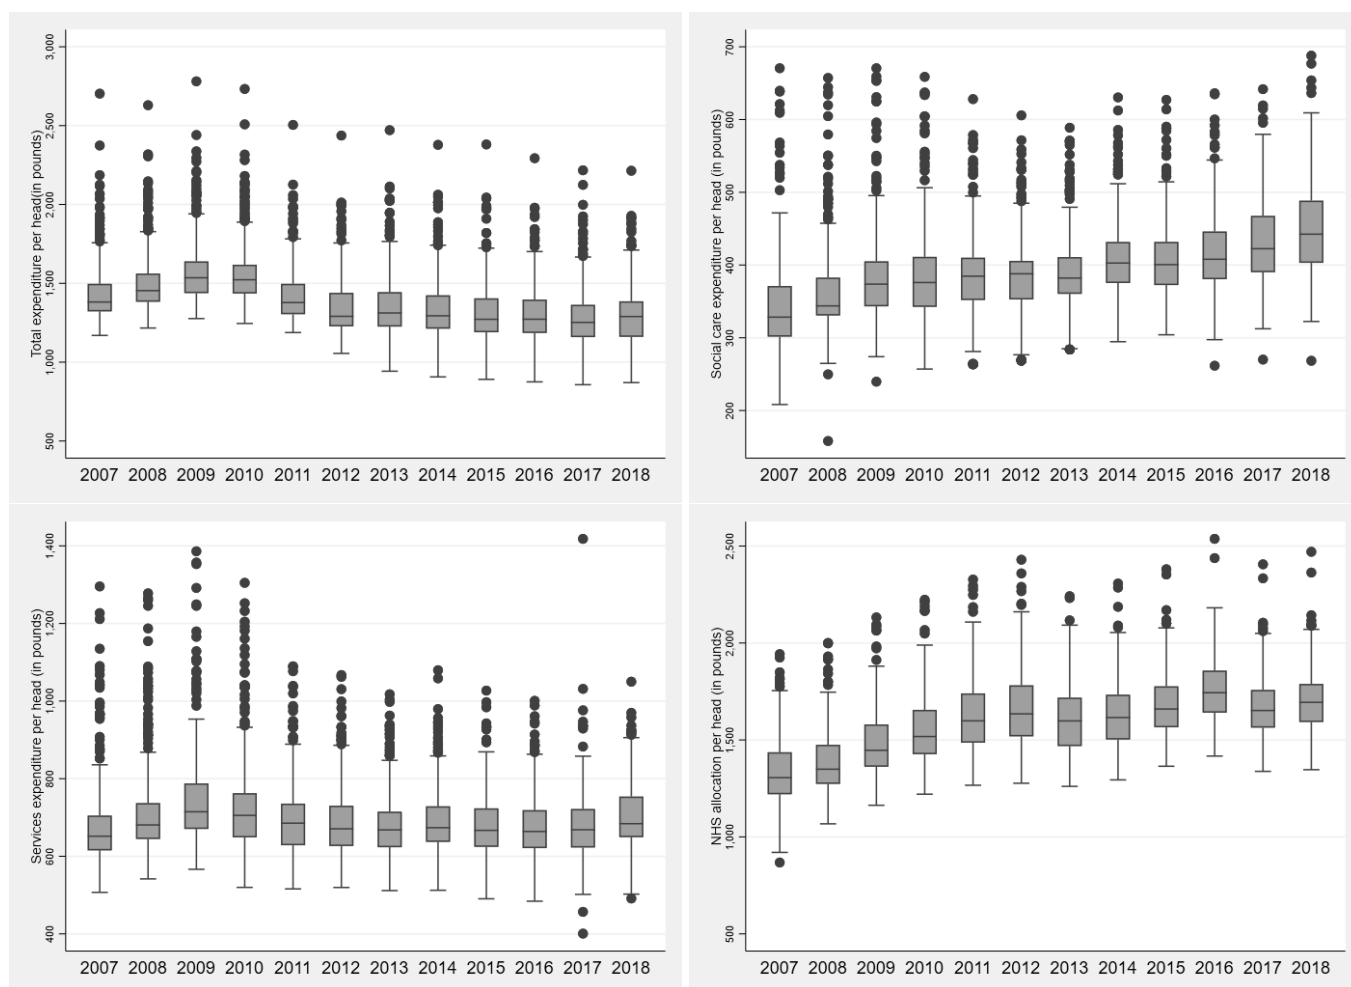 Total expenditure per head(in pounds)
3,000
2,500
2,000
1,500
1,000
500
2007 2008 2009 2010 2011 2012 2013 2014 2015 2016 2017 2018
Social care expenditure per head (in pounds)
700
600
500
400
300
200
2007 2008 2009 2010 2011 2012 2013 2014 2015 2016 2017 2018
Services expenditure per head (in pounds)
1,400
1,200
1,000
800
600
400
2007 2008 2009 2010 2011 2012 2013 2014 2015 2016 2017 2018
NHS allocation per head (in pounds)
2,500
2,000
1,500
1,000
500
2007 2008 2009 2010 2011 2012 2013 2014 2015 2016 2017 2018